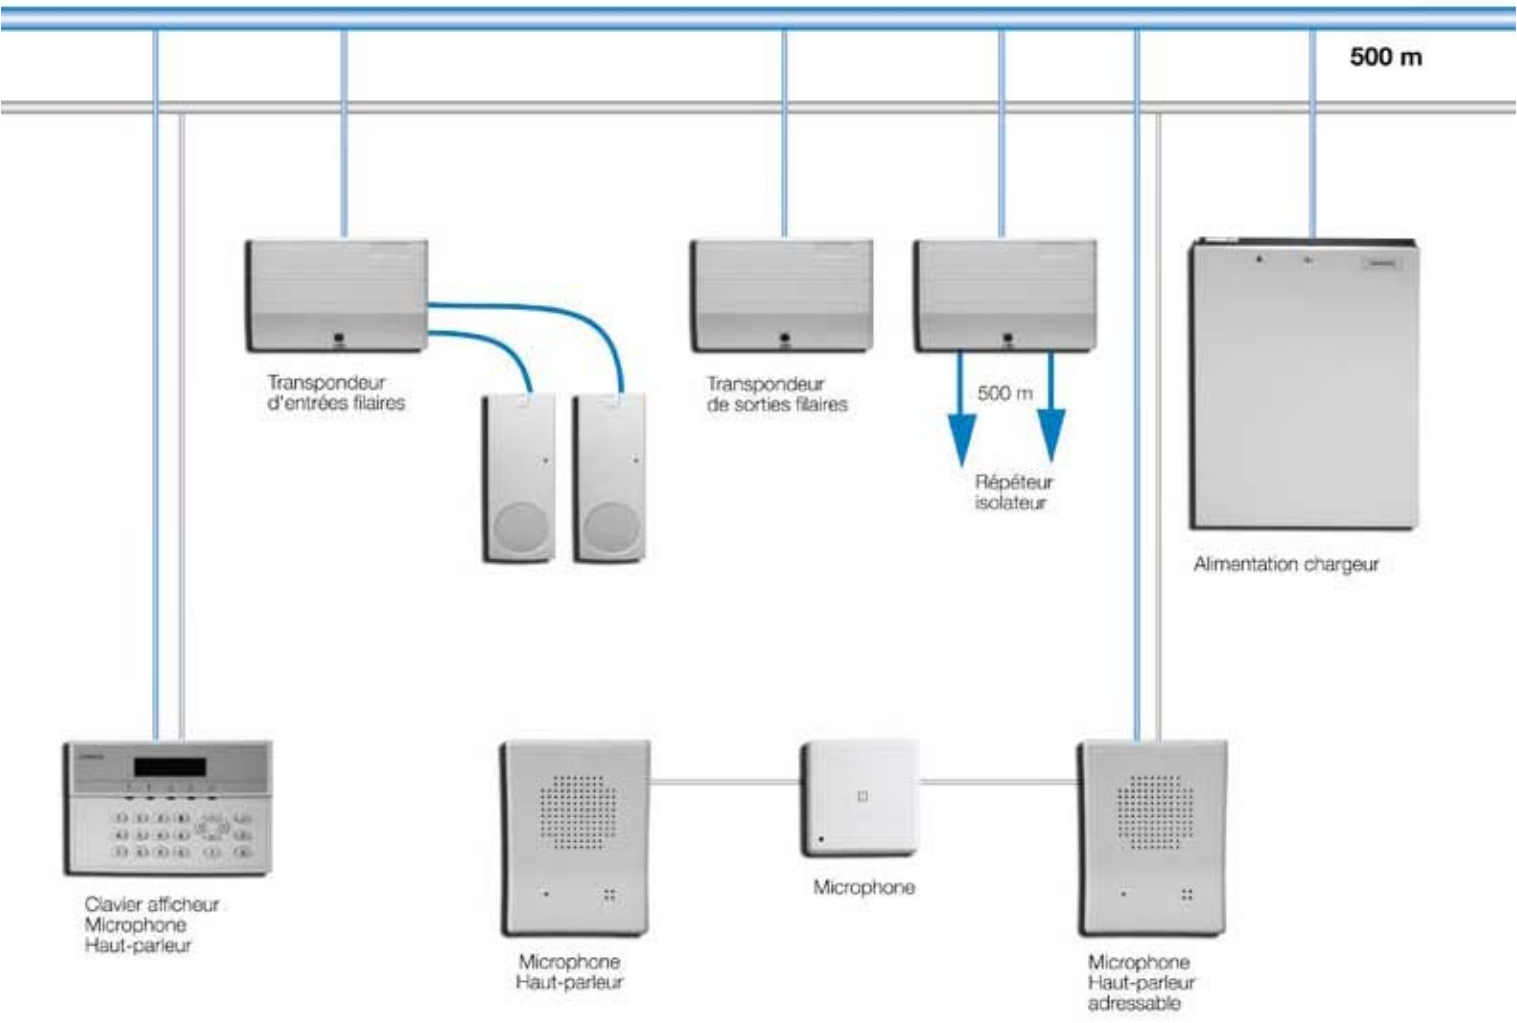 500 m
Transpondeur
d'entrées filaires
Transpondeur
de sorties filaires
500 m
Répéteur
isolateur
Alimentation chargeur
Clavier afficheur
Microphone
Haut-parleur
Microphone
Haut-parleur
Microphone
Microphone
Haut-parleur
adressable